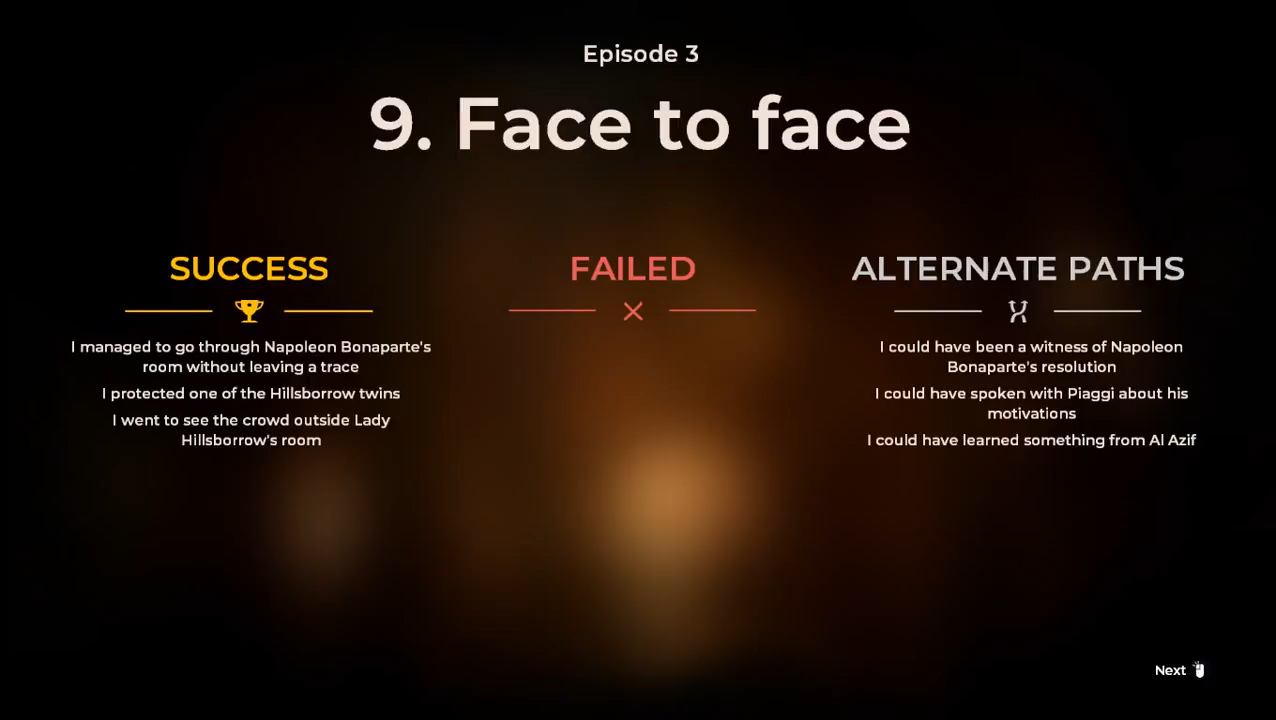 Episode 3
9. Face to face
SUCCESS
I managed to go through Napoleon Bonaparte's
room without leaving a trace
I protected one of the Hillsborrow twins
I went to see the crowd outside Lady
Hillsborrow's room
FAILED
ALTERNATE PATHS
I could have been a witness of Napoleon
Bonaparte's resolution
I could have spoken with Piaggi about his
motivations
I could have learned something from Al Azif
Next